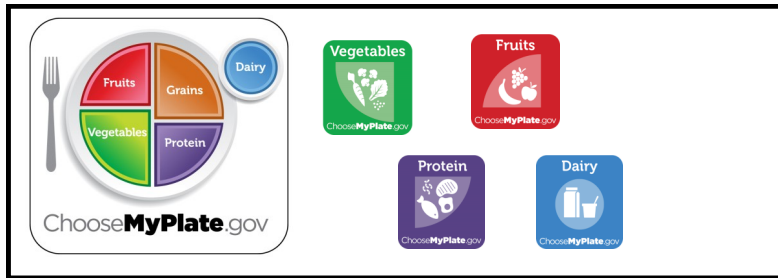 Fruits
Grains
Dairy
Vegetables
Protein
ChooseMyPlate.gov
Vegetables
ChooseMyPlate.gov
Fruits
ChooseMyPlate.gov
Protein
ChooseMyPlate.gov
Dairy
ChooseMyPlate.gov